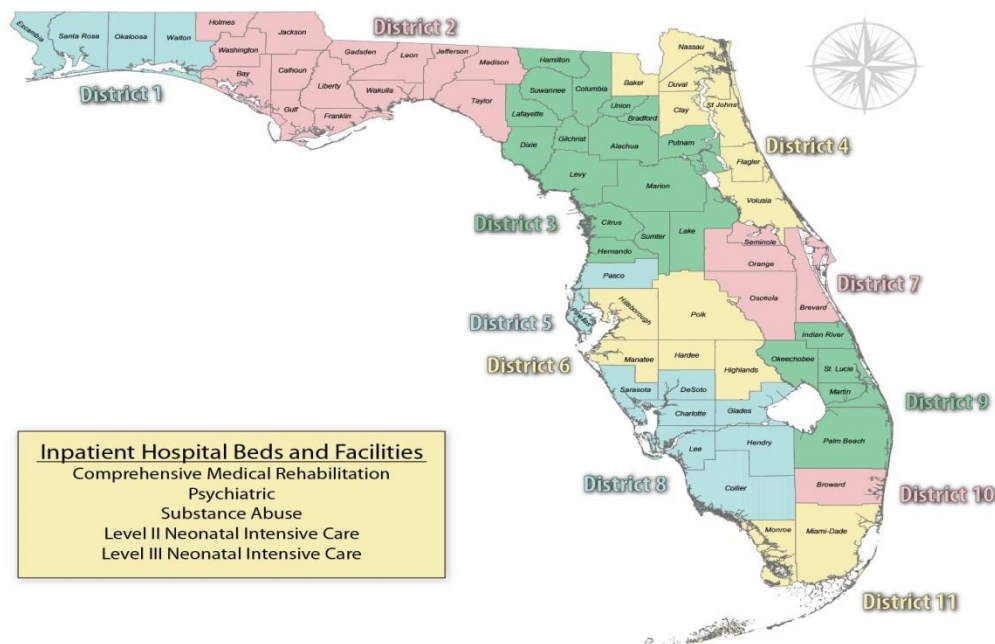 Escambia
Santa Rosa
Okaloosa
Walton
District 1
Holmes
Jackson
District 2
Washington
Gadsden
Leon
Jefferson
Madison
Bay
Calhoun
Liberty
Wakulla
Taylor
Gulf
Franklin
Hamilton
Suwannee
Columbia
Lafayette
Union
Bradford
Dixie
Gilchrist
Alachua
Putnam
Levy
Marion
District 3
Citrus
Sumter
Lake
Hernando
Nassau
Baker
Duval
Clay
St Johns
District 4
Flagler
Volusia
Pasco
District 5
Pinellas
Seminole
Orange
District 7
Osceola
Brevard
Hillsborough
Polk
District 6
Manatee
Hardee
Highlands
Indian River
Okeechobee
St. Lucie
Martin
District 9
Palm Beach
Sarasota
DeSoto
Charlotte
Glades
Lee
Hendry
District 8
Collier
Broward
District 10
Monroe
Miami-Dade
District 11
Inpatient Hospital Beds and Facilities
Comprehensive Medical Rehabilitation
Psychiatric
Substance Abuse
Level II Neonatal Intensive Care
Level III Neonatal Intensive Care